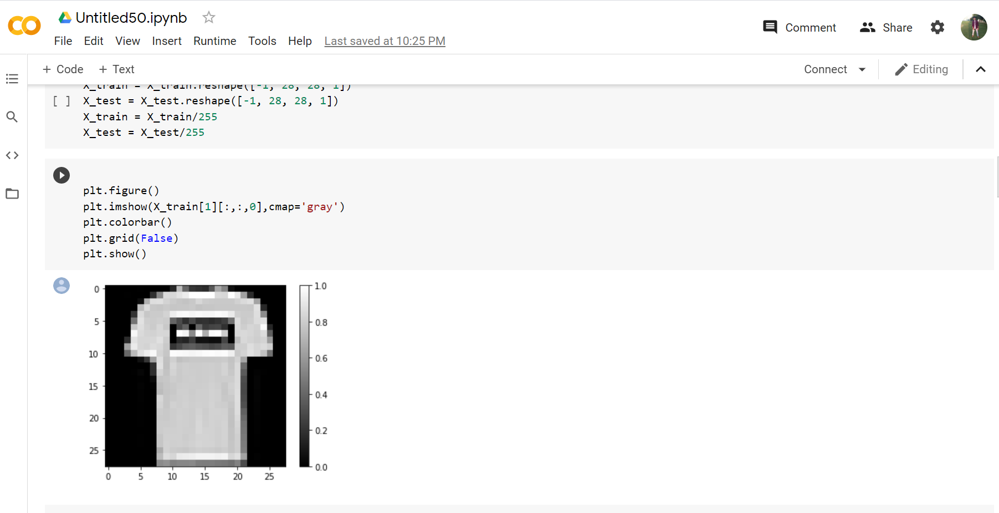 Untitled50.ipynb
File Edit View Insert Runtime Tools Help Last saved at 10:25 PM
Comment Share
+ Code + Text
Connect Editing
X_train = X_train.reshape([-1, 28, 28, 1])
[ ] X_test = X_test.reshape([-1, 28, 28, 1])
X_train = X_train/255
X_test = X_test/255
plt.figure()
plt.imshow(X_train[1][:,:,0],cmap='gray')
plt.colorbar()
plt.grid(False)
plt.show()
0
5
10
15
20
25
0 5 10 15 20 25
1.0
0.8
0.6
0.4
0.2
0.0